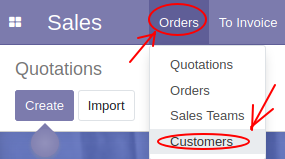 Sales Orders To Invoice
Quotations
Create Import
Quotations
Orders
Sales Teams
Customers